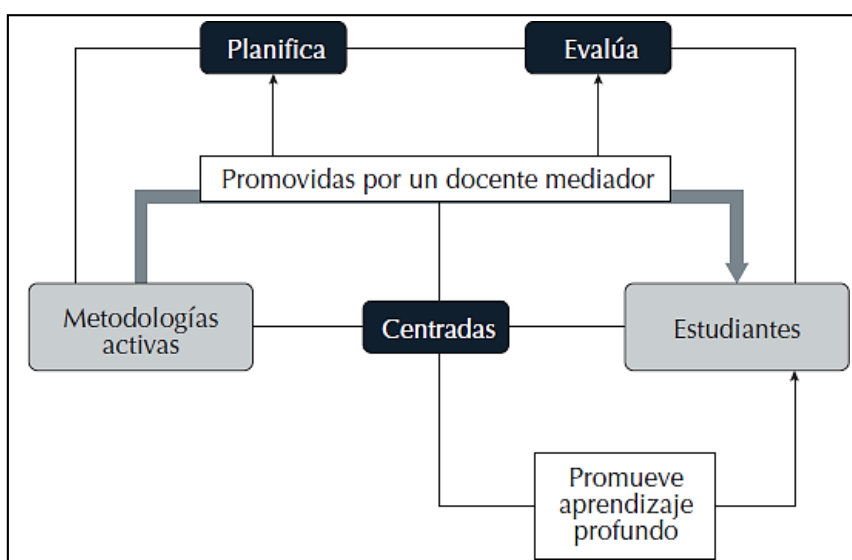 Planifica
Evalúa
Promovidas por un docente mediador
Metodologías
activas
Centradas
Estudiantes
Promueve
aprendizaje
profundo